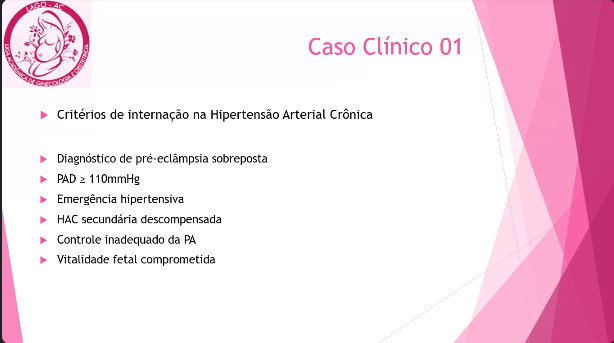 LAGO - AC
LIGA ACADÊMICA DE GINECOLOGIA E OBSTETRÍCIA
Caso Clínico 01
Critérios de internação na Hipertensão Arterial Crônica
Diagnóstico de pré-eclâmpsia sobreposta
PAD ≥ 110mmHg
Emergência hipertensiva
HAC secundária descompensada
Controle inadequado da PA
Vitalidade fetal comprometida